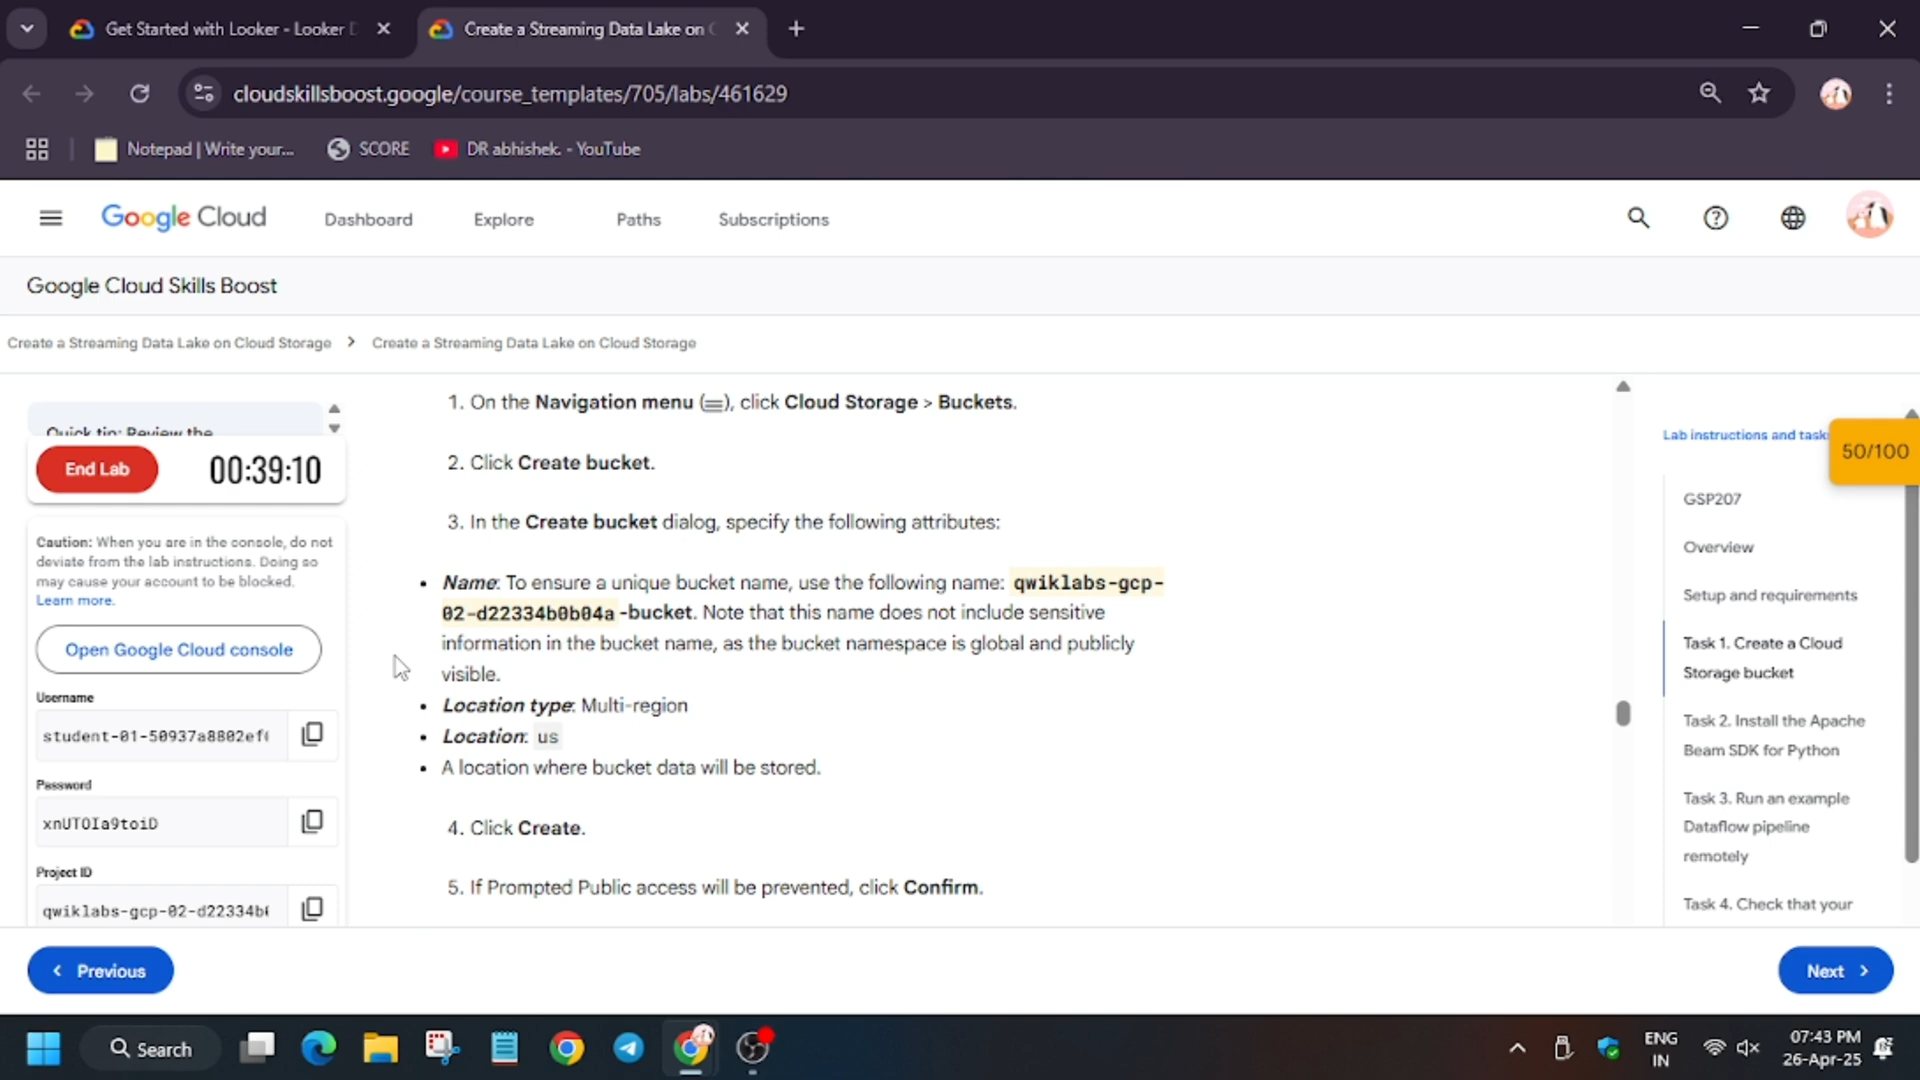 Get Started with Looker - Looker
Create a Streaming Data Lake on
cloudskillsboost.google/course_templates/705/labs/461629
Notepad | Write your...
SCORE
DR abhishek. - YouTube
Google Cloud
Dashboard
Explore
Paths
Subscriptions
Google Cloud Skills Boost
Create a Streaming Data Lake on Cloud Storage > Create a Streaming Data Lake on Cloud Storage
Quick tip: Review the
End Lab
00:39:10
Caution: When you are in the console, do not
deviate from the lab instructions. Doing so
may cause your account to be blocked.
Learn more.
Open Google Cloud console
Username
student-01-50937a8802ef
Password
xnUTOIa9toiD
Project ID
qwiklabs-gcp-02-d22334b
1. On the Navigation menu (), click Cloud Storage > Buckets.
2. Click Create bucket.
3. In the Create bucket dialog, specify the following attributes:
• Name: To ensure a unique bucket name, use the following name: qwiklabs-gcp-
02-d22334b0b04a-bucket. Note that this name does not include sensitive
information in the bucket name, as the bucket namespace is global and publicly
visible.
• Location type: Multi-region
• Location: us
• A location where bucket data will be stored.
4. Click Create.
5. If Prompted Public access will be prevented, click Confirm.
Lab instructions and tasks
50/100
GSP207
Overview
Setup and requirements
Task 1. Create a Cloud
Storage bucket
Task 2. Install the Apache
Beam SDK for Python
Task 3. Run an example
Dataflow pipeline
remotely
Task 4. Check that your
Previous
Next
Search
ENG
IN
07:43 PM
26-Apr-25